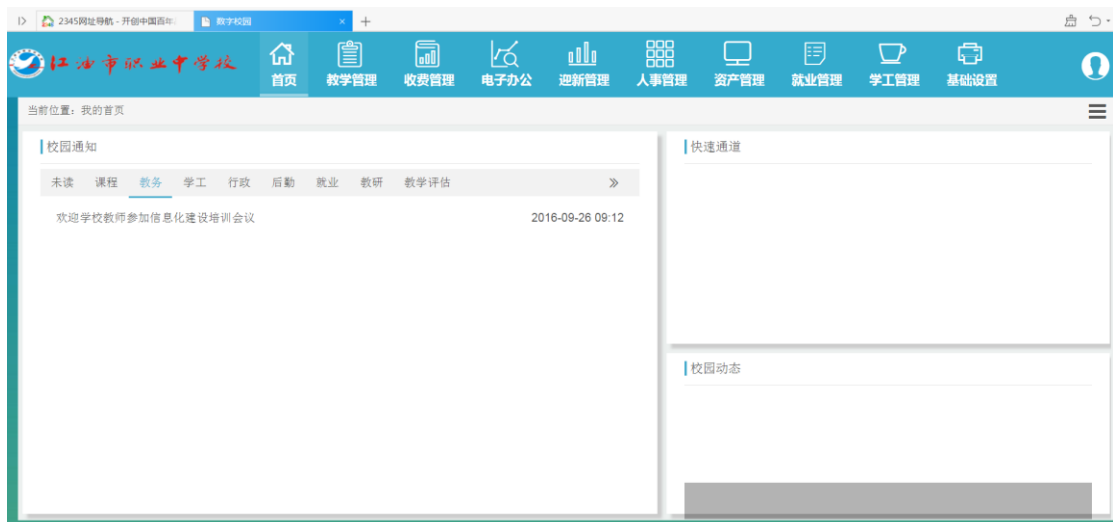 2345网址导航 - 开创中国百年
数字校园
江油市职业中学校
首页
教学管理
收费管理
电子办公
迎新管理
人事管理
资产管理
就业管理
学工管理
基础设置
当前位置：我的首页
校园通知
未读 课程 教务 学工 行政 后勤 就业 教研 教学评估
欢迎学校教师参加信息化建设培训会议 2016-09-26 09:12
快速通道
校园动态